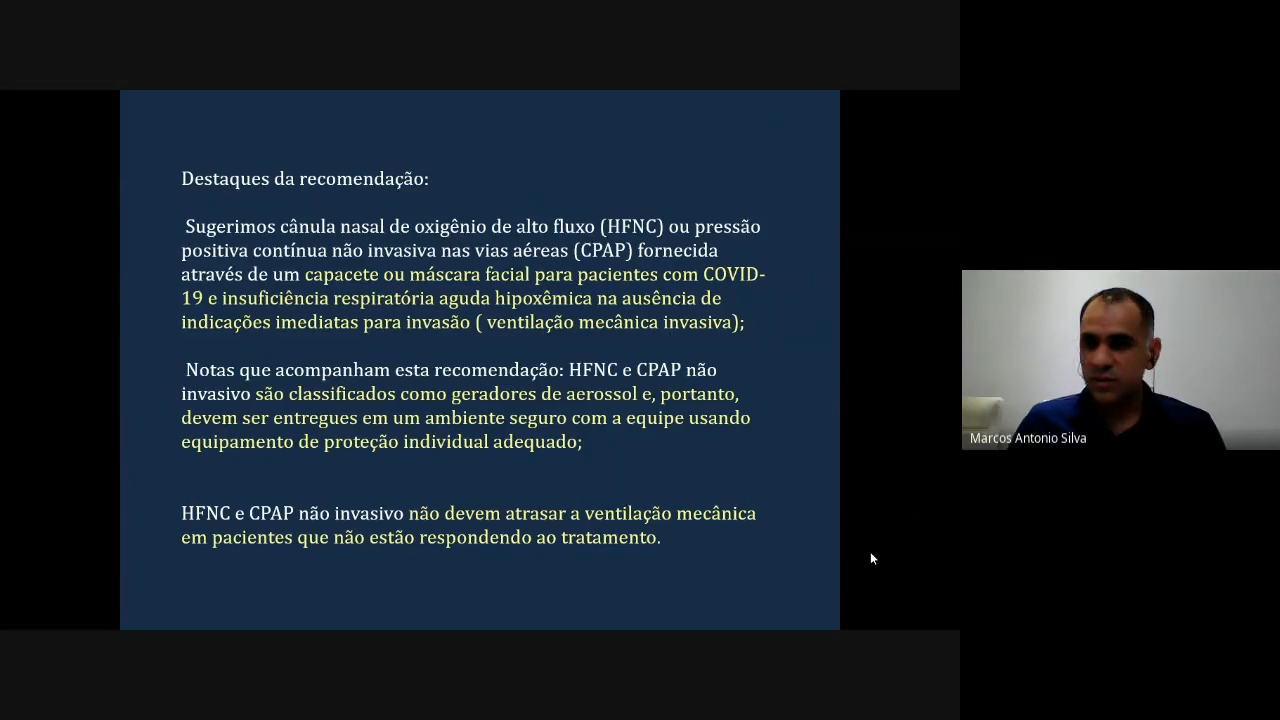 Destaques da recomendação:
Sugerimos cânula nasal de oxigênio de alto fluxo (HFNC) ou pressão
positiva contínua não invasiva nas vias aéreas (CPAP) fornecida
através de um capacete ou máscara facial para pacientes com COVID-
19 e insuficiência respiratória aguda hipoxêmica na ausência de
indicações imediatas para invasão ( ventilação mecânica invasiva);
Notas que acompanham esta recomendação: HFNC e CPAP não
invasivo são classificados como geradores de aerossol e, portanto,
devem ser entregues em um ambiente seguro com a equipe usando
equipamento de proteção individual adequado;
HFNC e CPAP não invasivo não devem atrasar a ventilação mecânica
em pacientes que não estão respondendo ao tratamento.
Marcos Antonio Silva